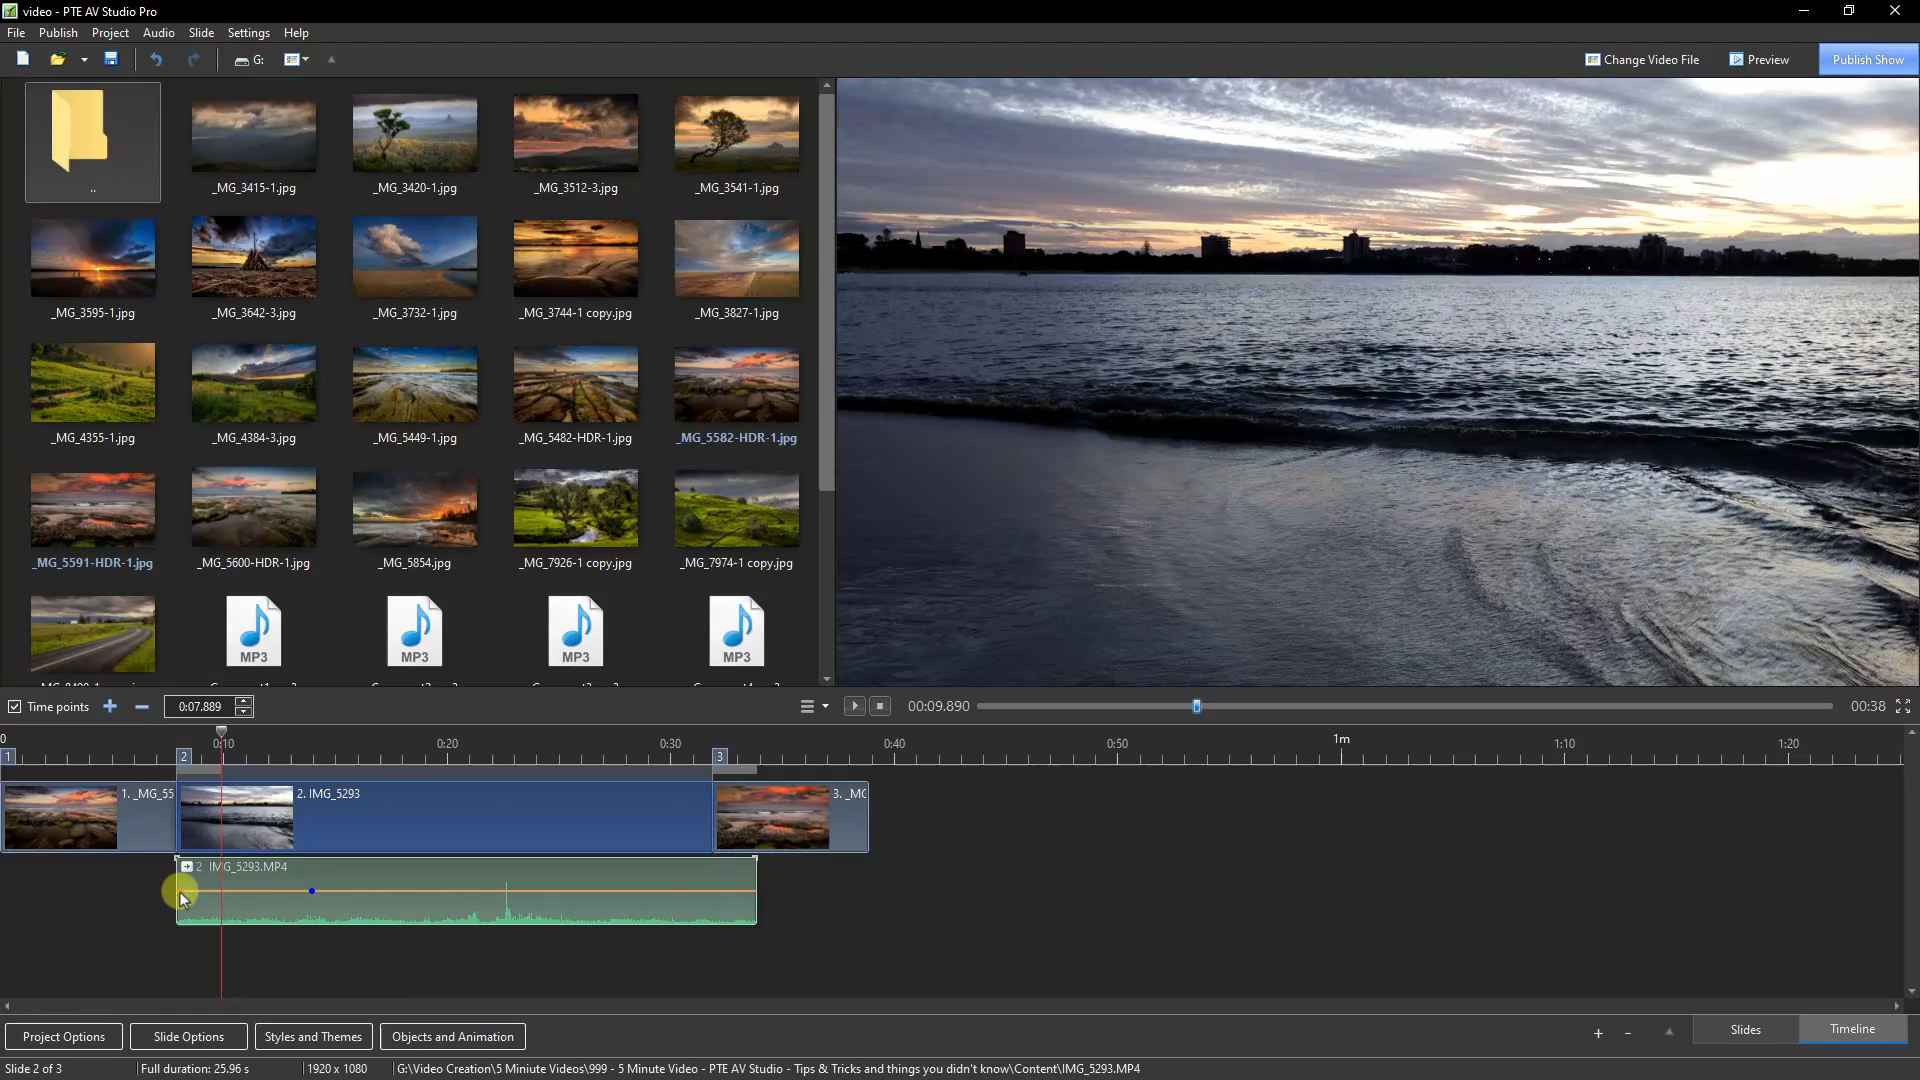 video - PTE AV Studio Pro
File Publish Project Audio Slide Settings Help
G:
Change Video File
Preview
Publish Show
..
_MG_3415-1.jpg
_MG_3420-1.jpg
_MG_3512-3.jpg
_MG_3541-1.jpg
_MG_3595-1.jpg
_MG_3642-3.jpg
_MG_3732-1.jpg
_MG_3744-1 copy.jpg
_MG_3827-1.jpg
_MG_4355-1.jpg
_MG_4384-3.jpg
_MG_5449-1.jpg
_MG_5482-HDR-1.jpg
_MG_5582-HDR-1.jpg
_MG_5591-HDR-1.jpg
_MG_5600-HDR-1.jpg
_MG_5854.jpg
_MG_7926-1 copy.jpg
_MG_7974-1 copy.jpg
MP3
MP3
MP3
MP3
Time points
0:07.889
00:09.890
00:38
0
0:10
0:20
0:30
0:40
0:50
1m
1:10
1:20
1
2
3
1. _MG_55
2. IMG_5293
3. _MG
2 IMG_5293.MP4
Project Options
Slide Options
Styles and Themes
Objects and Animation
+
-
Slides
Timeline
Slide 2 of 3
Full duration: 25.96 s
1920 x 1080
G:\Video Creation\5 Miniute Videos\999 - 5 Minute Video - PTE AV Studio - Tips & Tricks and things you didn't know\Content\IMG_5293.MP4